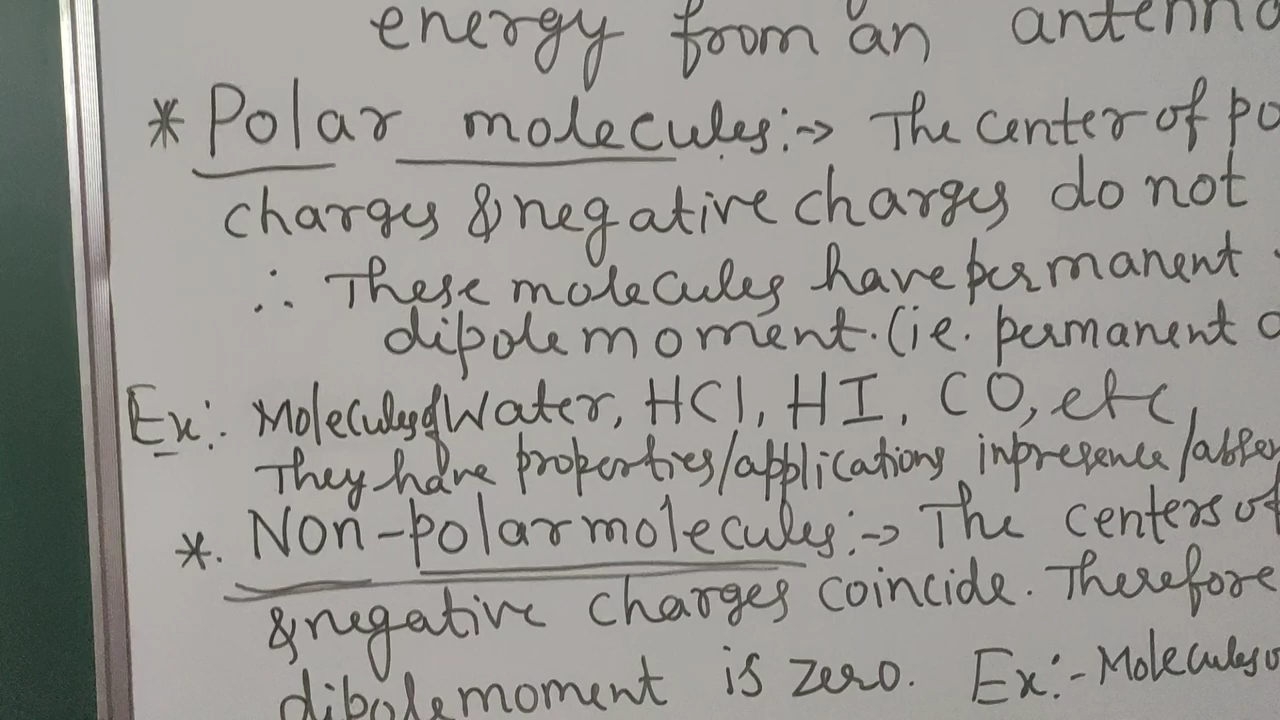 energy from an antenna
* Polar molecules:→ The center of po
charges & negative charges do not
∴ These molecules have permanent
dipole moment. (ie. permanent d
Ex:. Molecules of Water, HCl, HI, CO, etc,
They have properties/applications in presence/absen
*. Non-polar molecules:→ The centers of
& negative charges coincide. Therefore
dipole moment is zero. Ex:- Molecules o